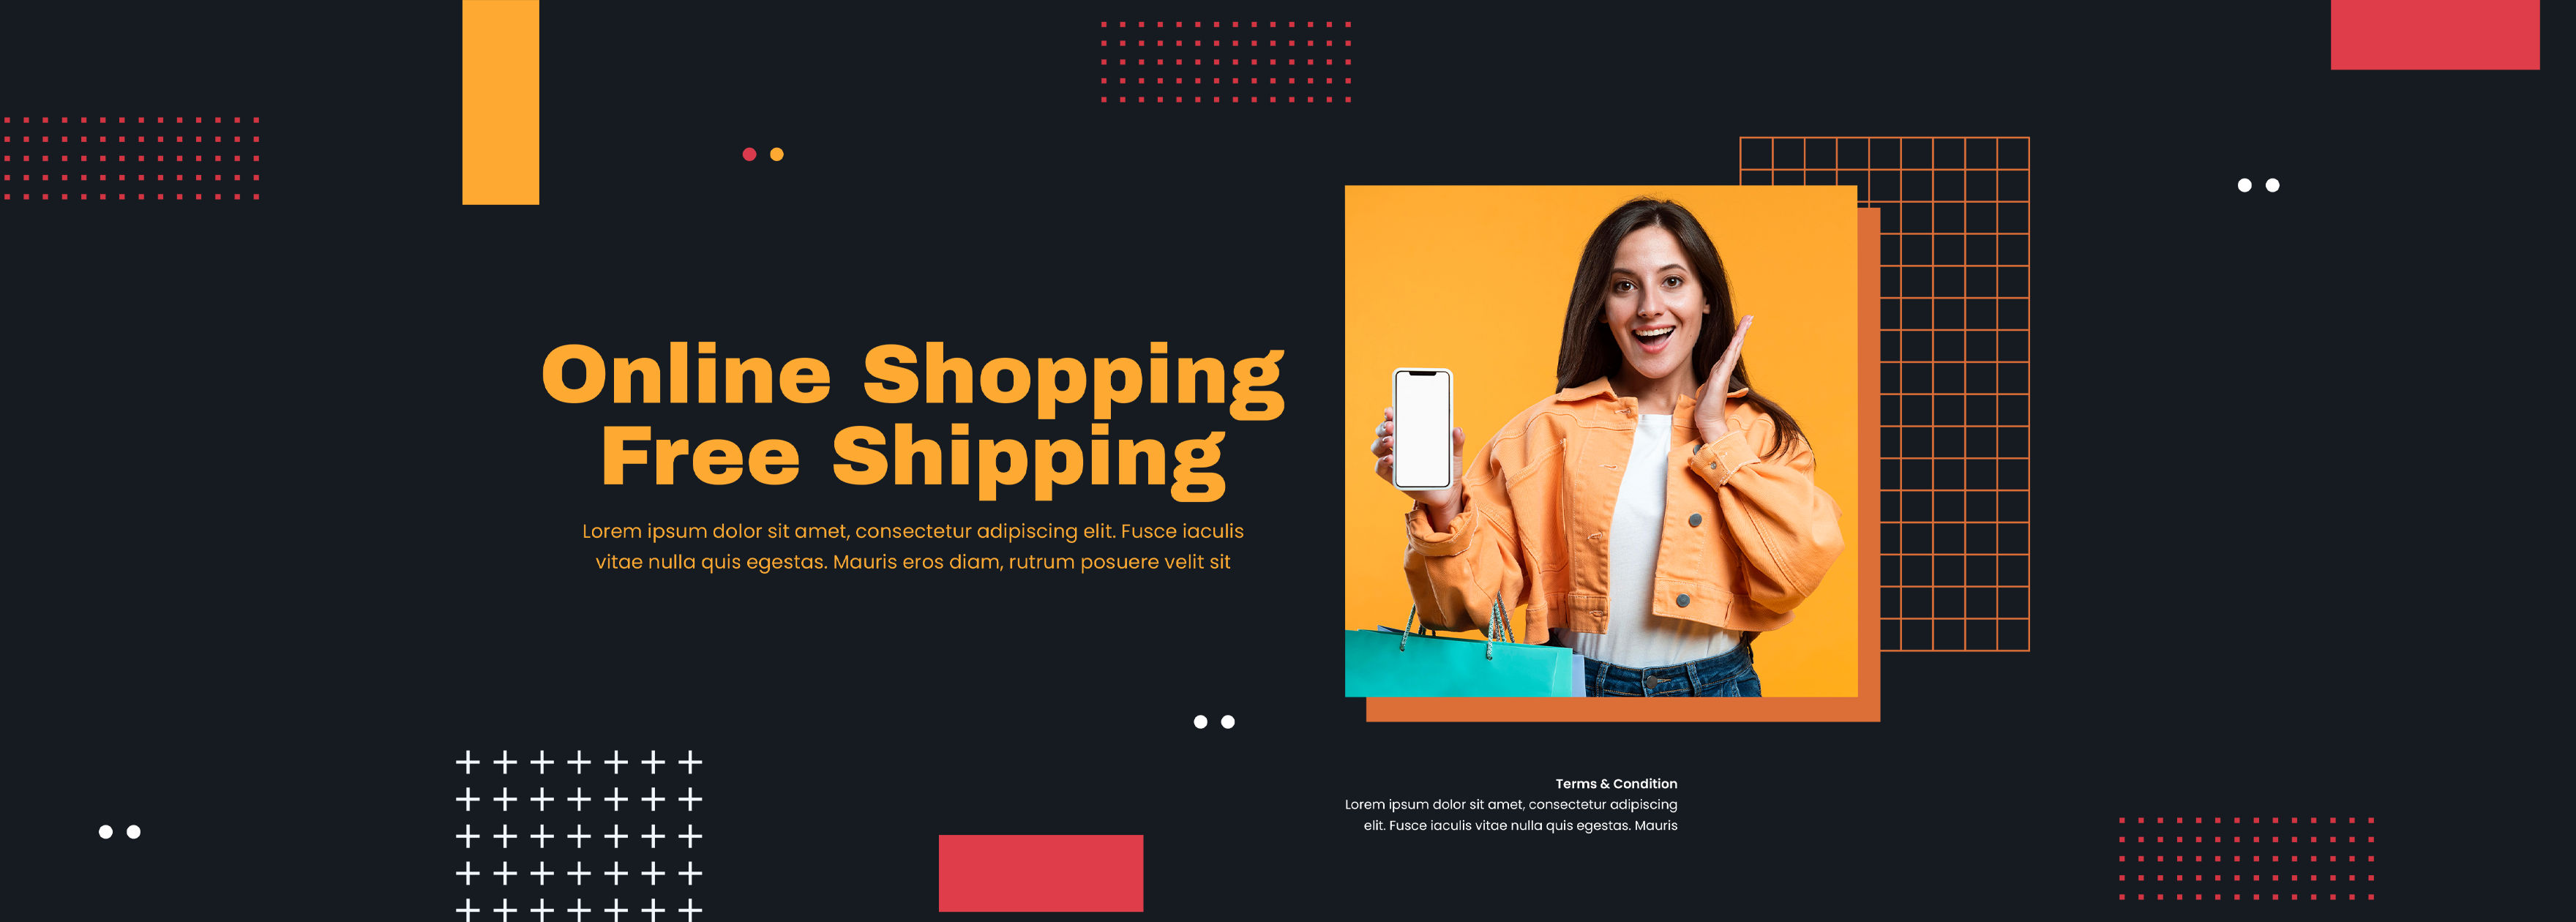 Online Shopping
Free Shipping
Lorem ipsum dolor sit amet, consectetur adipiscing elit. Fusce iaculis
vitae nulla quis egestas. Mauris eros diam, rutrum posuere velit sit
Terms & Condition
Lorem ipsum dolor sit amet, consectetur adipiscing
elit. Fusce iaculis vitae nulla quis egestas. Mauris